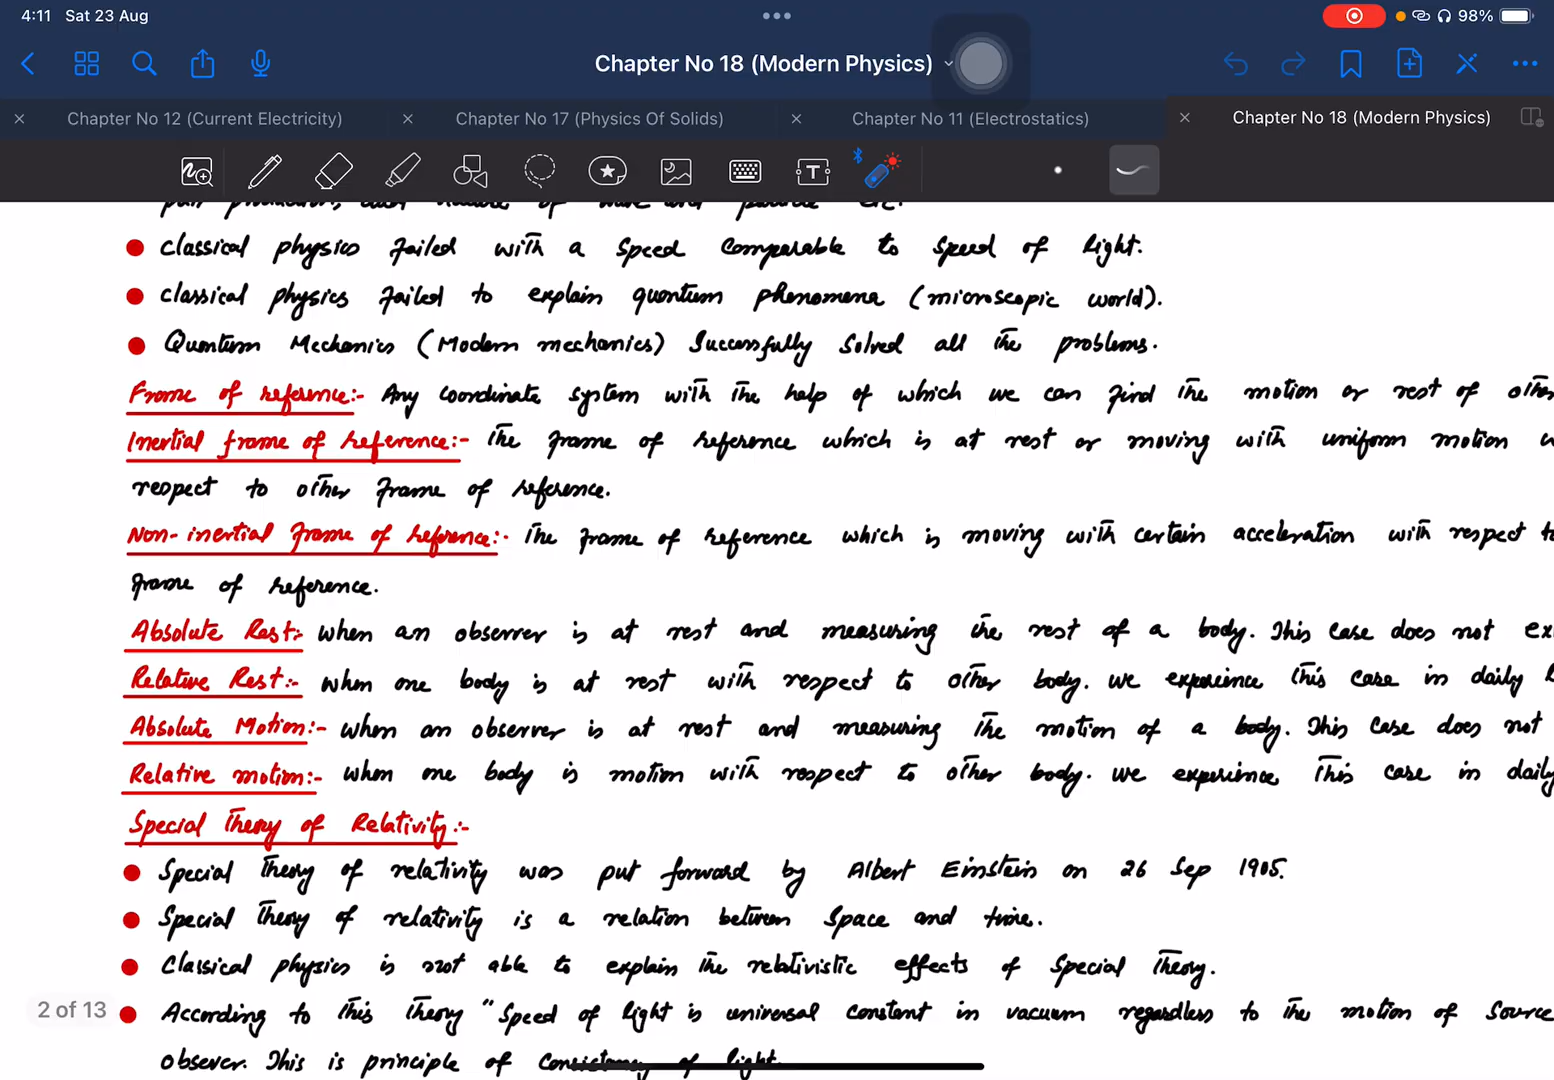 4:11 Sat 23 Aug
98%
Chapter No 18 (Modern Physics)
Chapter No 12 (Current Electricity)
Chapter No 17 (Physics Of Solids)
Chapter No 11 (Electrostatics)
Chapter No 18 (Modern Physics)
of wave and particle etc.
Classical physics failed with a speed comparable to speed of light.
Classical physics failed to explain quantum phenomena (microscopic world).
Quantum Mechanics (Modern mechanics) Successfully solved all the problems.
Frame of reference:- Any coordinate system with the help of which we can find the motion or rest of other
Inertial frame of reference:- The frame of reference which is at rest or moving with uniform motion w
respect to other frame of reference.
Non-inertial frame of reference:- The frame of reference which is moving with certain acceleration with respect to
frame of reference.
Absolute Rest:- when an observer is at rest and measuring the rest of a body. This case does not ex
Relative Rest:- when one body is at rest with respect to other body. we experience this case in daily l
Absolute Motion:- when an observer is at rest and measuring the motion of a body. This case does not
Relative motion:- when one body is motion with respect to other body. we experience this case in daily
Special Theory of Relativity:-
Special Theory of relativity was put forward by Albert Einstein on 26 Sep 1905.
Special Theory of relativity is a relation between space and time.
Classical physics is not able to explain the relativistic effects of special Theory.
2 of 13
According to this Theory "Speed of light is universal constant in vacuum regardless to the motion of source
observer. This is principle of of light.